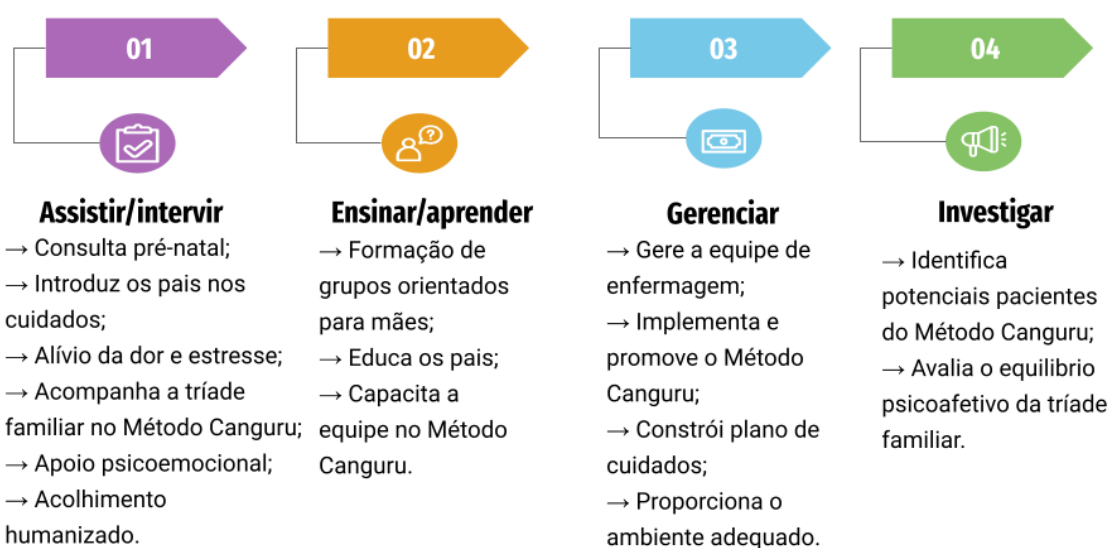 01
Assistir/intervir
→ Consulta pré-natal;
→ Introduz os pais nos
cuidados;
→ Alívio da dor e estresse;
→ Acompanha a tríade
familiar no Método Canguru;
→ Apoio psicoemocional;
→ Acolhimento
humanizado.
02
Ensinar/aprender
→ Formação de
grupos orientados
para mães;
→ Educa os pais;
→ Capacita a
equipe no Método
Canguru.
03
Gerenciar
→ Gere a equipe de
enfermagem;
→ Implementa e
promove o Método
Canguru;
→ Constrói plano de
cuidados;
→ Proporciona o
ambiente adequado.
04
Investigar
→ Identifica
potenciais pacientes
do Método Canguru;
→ Avalia o equilibrio
psicoafetivo da tríade
familiar.